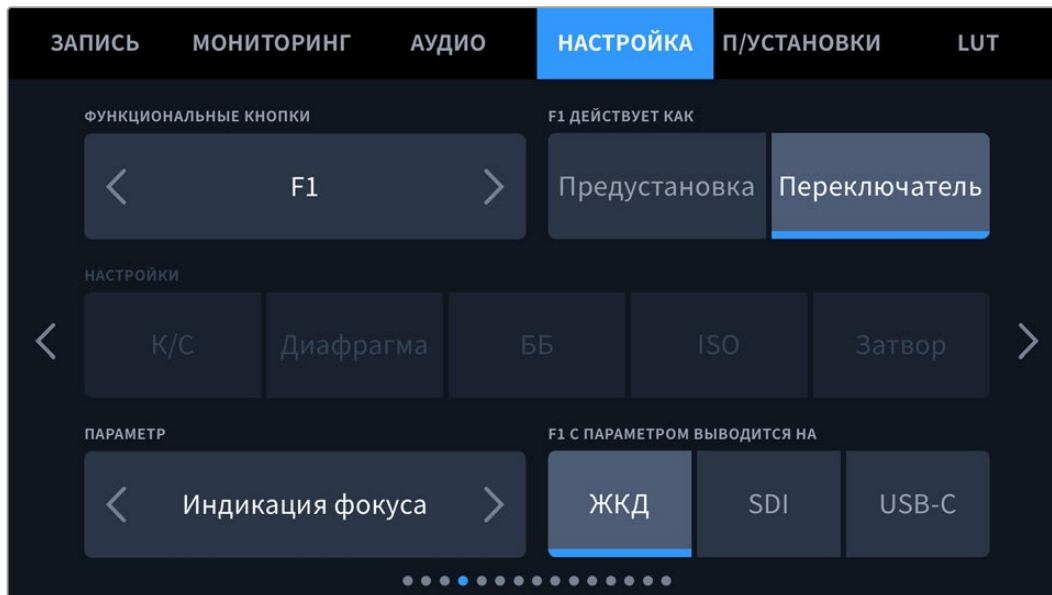 ЗАПИСЬ МОНИТОРИНГ АУДИО НАСТРОЙКА П/УСТАНОВКИ LUT
ФУНКЦИОНАЛЬНЫЕ КНОПКИ F1 ДЕЙСТВУЕТ КАК
F1 Предустановка Переключатель
НАСТРОЙКИ
К/С Диафрагма ББ ISO Затвор
ПАРАМЕТР F1 С ПАРАМЕТРОМ ВЫВОДИТСЯ НА
Индикация фокуса ЖКД SDI USB-C